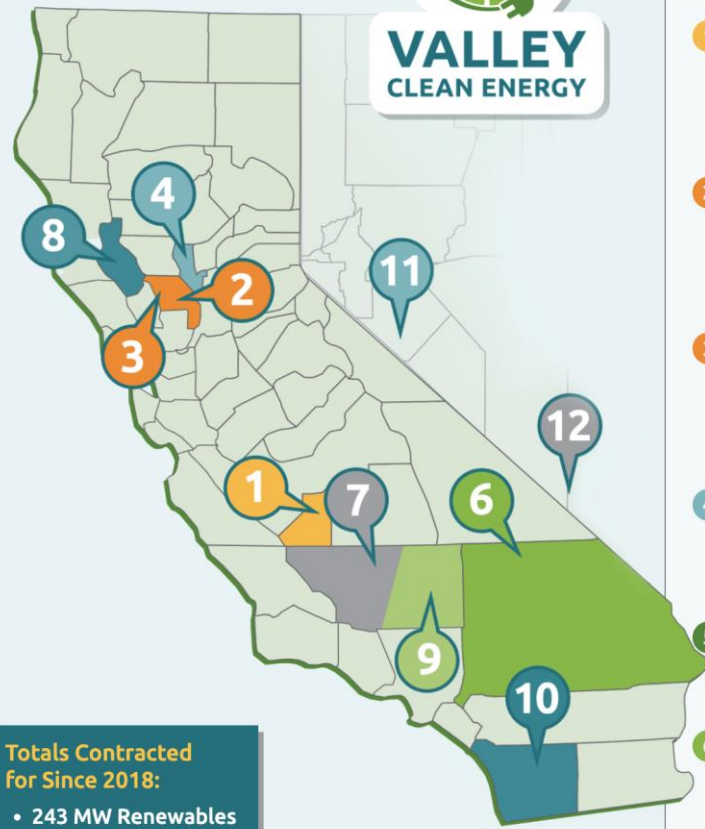 VALLEY
CLEAN ENERGY
4
8
2
11
3
12
1
7
6
9
10
Totals Contracted
for Since 2018:
• 243 MW Renewables